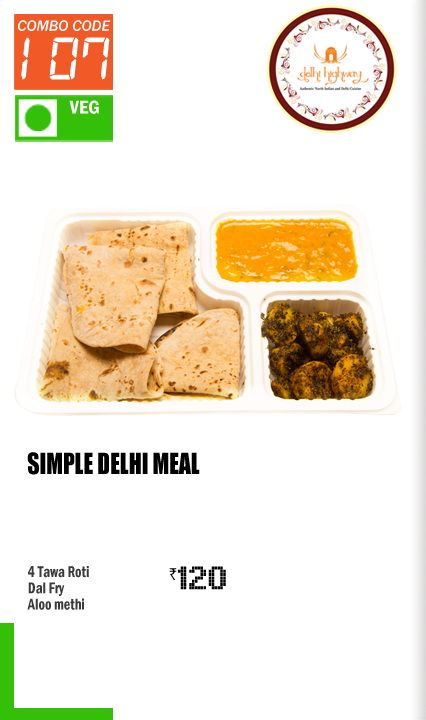 COMBO CODE
107
VEG
delhi highway
Authentic North Indian and Delhi Cuisine
SIMPLE DELHI MEAL
4 Tawa Roti
Dal Fry
Aloo methi
₹120